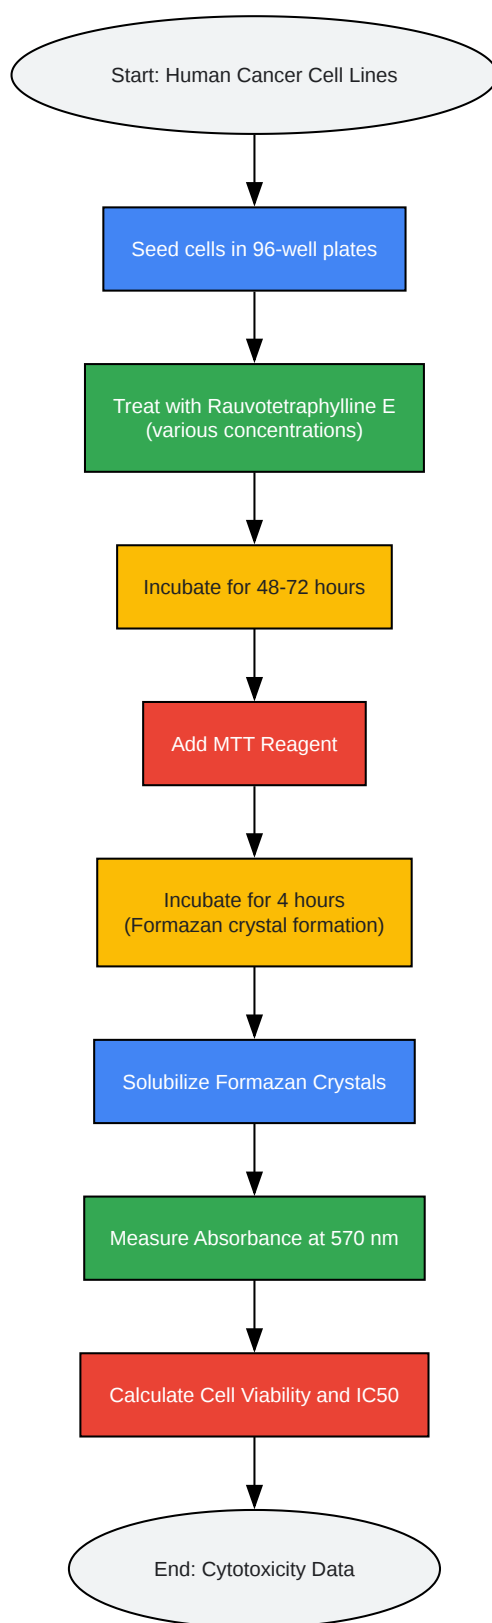 Start: Human Cancer Cell Lines
Seed cells in 96-well plates
Treat with Rauvotetraphylline E
(various concentrations)
Incubate for 48-72 hours
Add MTT Reagent
Incubate for 4 hours
(Formazan crystal formation)
Solubilize Formazan Crystals
Measure Absorbance at 570 nm
Calculate Cell Viability and IC50
End: Cytotoxicity Data